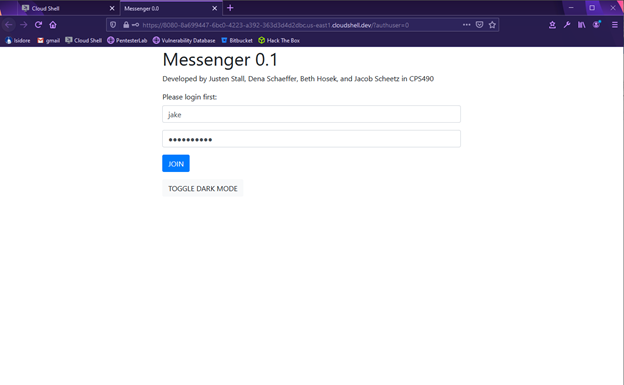 Cloud Shell
Messenger 0.0
https://8080-8a699447-6bc0-4223-a392-363d3d4d2dbc.us-east1.cloudshell.dev/?authuser=0
Isidore gmail Cloud Shell PentesterLab Vulnerability Database Bitbucket Hack The Box
Messenger 0.1
Developed by Justen Stall, Dena Schaeffer, Beth Hosek, and Jacob Scheetz in CPS490
Please login first:
jake
JOIN
TOGGLE DARK MODE